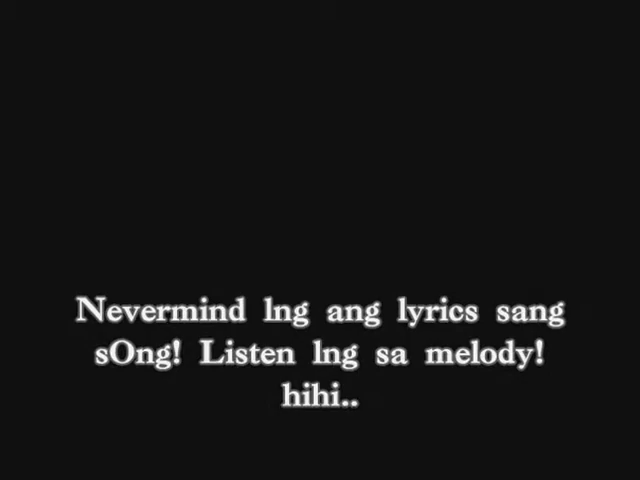 Nevermind lng ang lyrics sang
sOng! Listen lng sa melody!
hihi..